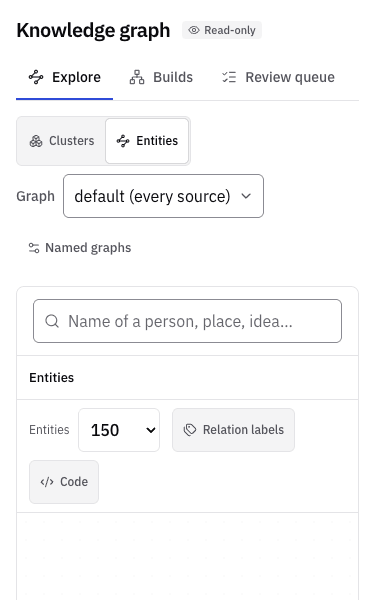 Knowledge graph
Read-only
Explore
Builds
Review queue
Clusters
Entities
Graph
default (every source)
Named graphs
Name of a person, place, idea...
Entities
Entities
150
Relation labels
Code